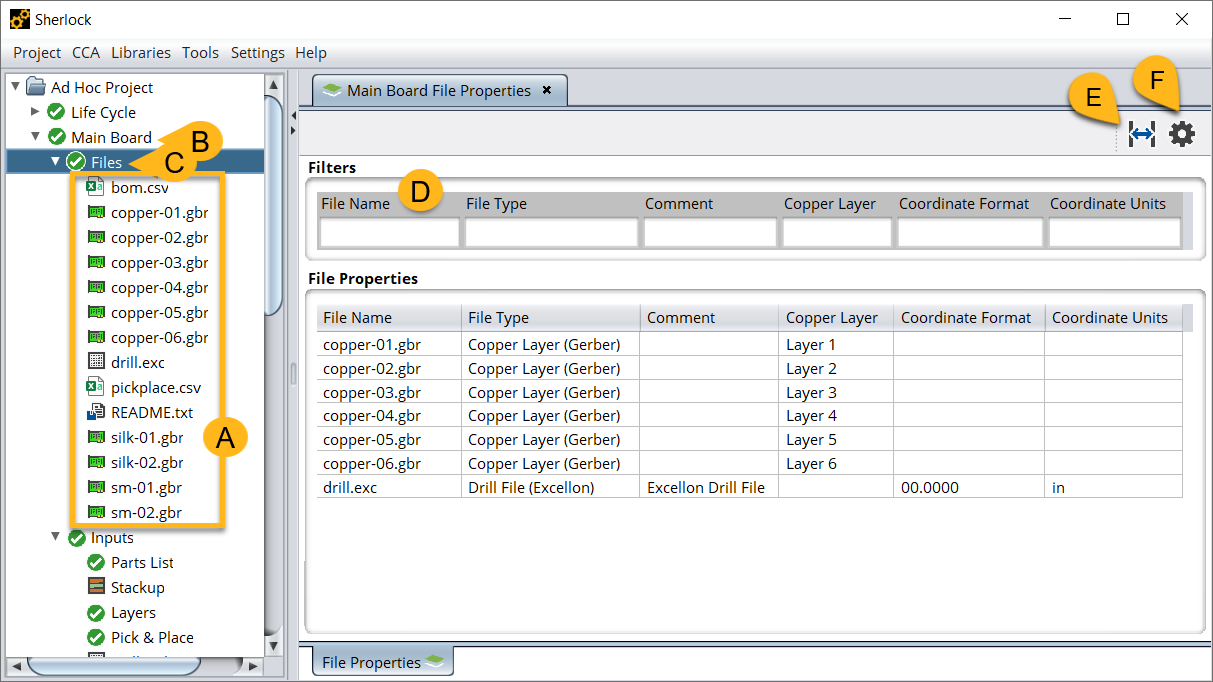 Sherlock
Project CCA Libraries Tools Settings Help
Ad Hoc Project
Life Cycle
Main Board
Files
bom.csv
copper-01.gbr
copper-02.gbr
copper-03.gbr
copper-04.gbr
copper-05.gbr
copper-06.gbr
drill.exc
pickplace.csv
README.txt
silk-01.gbr
silk-02.gbr
sm-01.gbr
sm-02.gbr
Inputs
Parts List
Stackup
Layers
Pick & Place
A
B
C
Main Board File Properties
E
F
Filters
D
File Name File Type Comment Copper Layer Coordinate Format Coordinate Units
File Properties
File Name File Type Comment Copper Layer Coordinate Format Coordinate Units
copper-01.gbr Copper Layer (Gerber) Layer 1
copper-02.gbr Copper Layer (Gerber) Layer 2
copper-03.gbr Copper Layer (Gerber) Layer 3
copper-04.gbr Copper Layer (Gerber) Layer 4
copper-05.gbr Copper Layer (Gerber) Layer 5
copper-06.gbr Copper Layer (Gerber) Layer 6
drill.exc Drill File (Excellon) Excellon Drill File 00.0000 in
File Properties